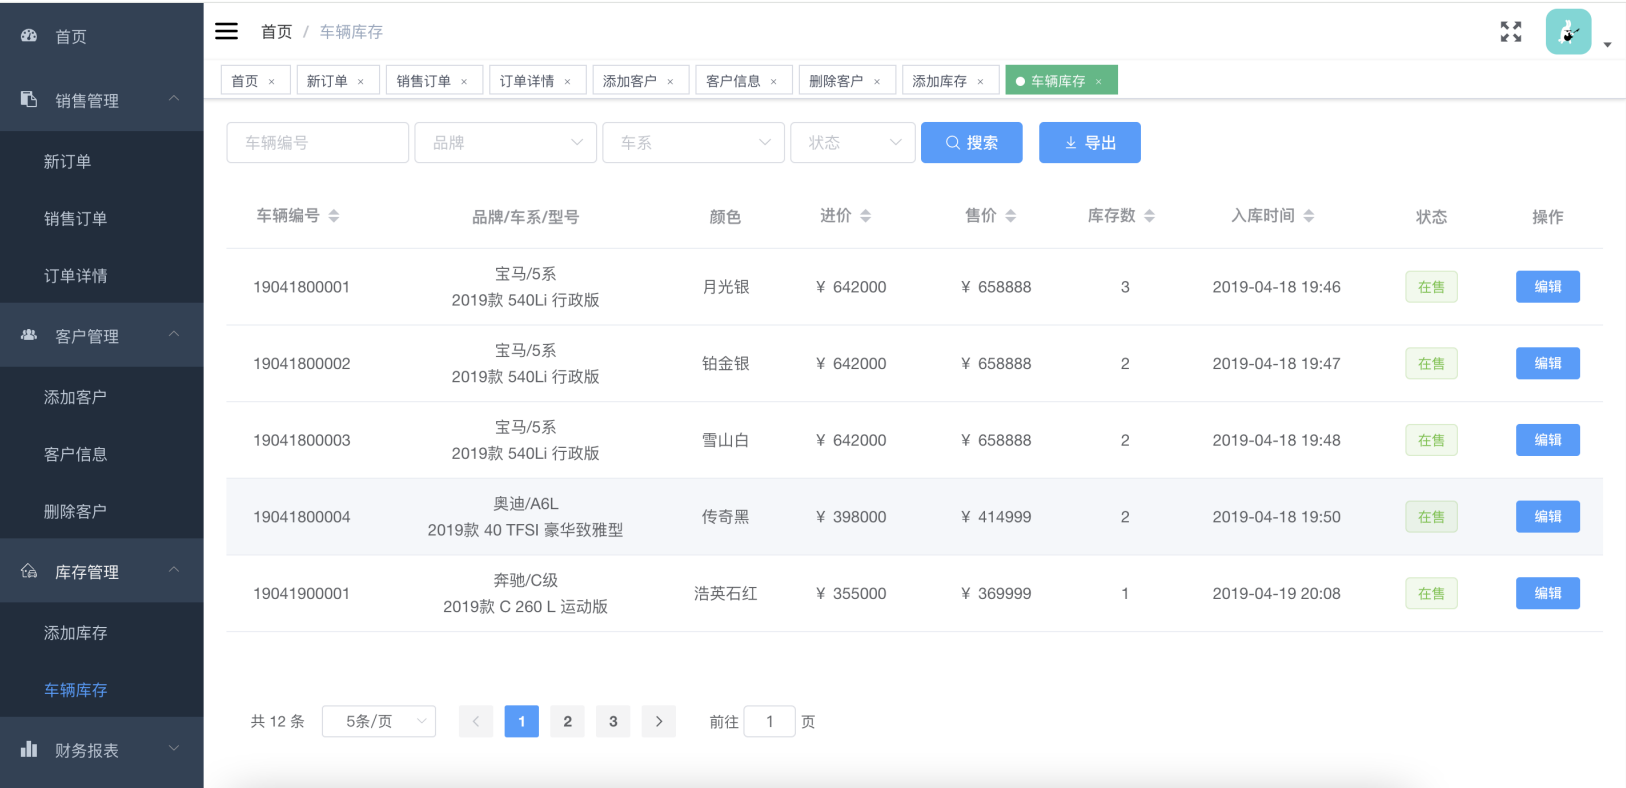 首页
销售管理
新订单
销售订单
订单详情
客户管理
添加客户
客户信息
删除客户
库存管理
添加库存
车辆库存
财务报表
首页 / 车辆库存
首页 × 新订单 × 销售订单 × 订单详情 × 添加客户 × 客户信息 × 删除客户 × 添加库存 × 车辆库存 ×
车辆编号 品牌 车系 状态 搜索 导出
车辆编号 品牌/车系/型号 颜色 进价 售价 库存数 入库时间 状态 操作
宝马/5系
19041800001 2019款 540Li 行政版 月光银 ¥ 642000 ¥ 658888 3 2019-04-18 19:46 在售 编辑
宝马/5系
19041800002 2019款 540Li 行政版 铂金银 ¥ 642000 ¥ 658888 2 2019-04-18 19:47 在售 编辑
宝马/5系
19041800003 2019款 540Li 行政版 雪山白 ¥ 642000 ¥ 658888 2 2019-04-18 19:48 在售 编辑
奥迪/A6L
19041800004 2019款 40 TFSI 豪华致雅型 传奇黑 ¥ 398000 ¥ 414999 2 2019-04-18 19:50 在售 编辑
奔驰/C级
19041900001 2019款 C 260 L 运动版 浩英石红 ¥ 355000 ¥ 369999 1 2019-04-19 20:08 在售 编辑
共 12 条 5条/页 < 1 2 3 > 前往 1 页